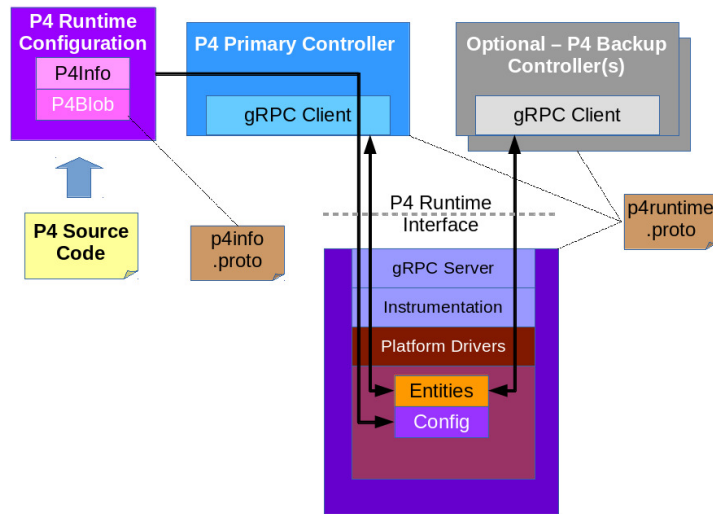 P4 Runtime
Configuration
P4Info
P4Blob
P4 Primary Controller
gRPC Client
Optional – P4 Backup
Controller(s)
gRPC Client
P4 Source
Code
p4info
.proto
P4 Runtime
Interface
p4runtime
.proto
gRPC Server
Instrumentation
Platform Drivers
Entities
Config